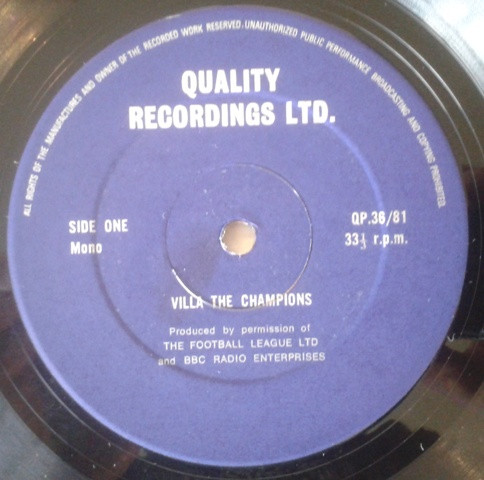 ALL RIGHTS OF THE MANUFACTURES AND OWNER OF THE RECORDED WORK RESERVED. UNAUTHORIZED PUBLIC PERFORMANCE BROADCASTING AND COPYING PROHIBITED.
QUALITY
RECORDINGS LTD.
SIDE ONE
QP.36/81
Mono
33⅓ r.p.m.
VILLA THE CHAMPIONS
Produced by permission of
THE FOOTBALL LEAGUE LTD
and BBC RADIO ENTERPRISES